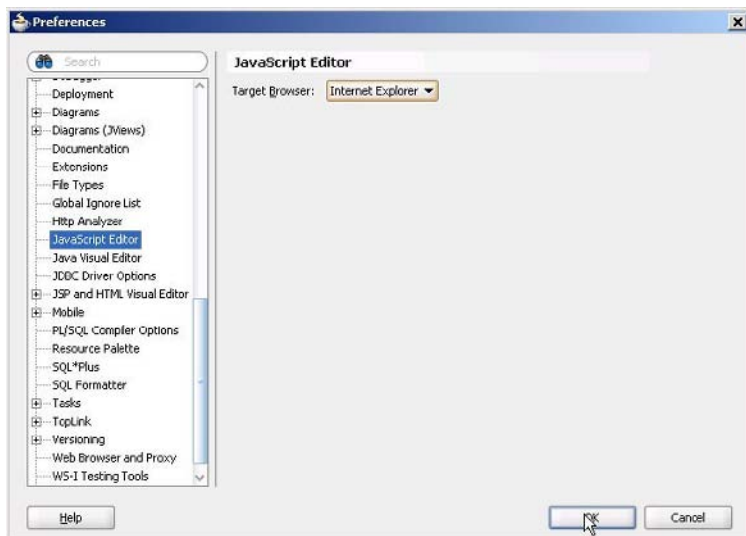 Preferences
Search
Debugger
Deployment
Diagrams
Diagrams (JViews)
Documentation
Extensions
File Types
Global Ignore List
Http Analyzer
JavaScript Editor
Java Visual Editor
JDBC Driver Options
JSP and HTML Visual Editor
Mobile
PL/SQL Compiler Options
Resource Palette
SQL*Plus
SQL Formatter
Tasks
TopLink
Versioning
Web Browser and Proxy
WS-I Testing Tools
JavaScript Editor
Target Browser: Internet Explorer
Help
OK
Cancel